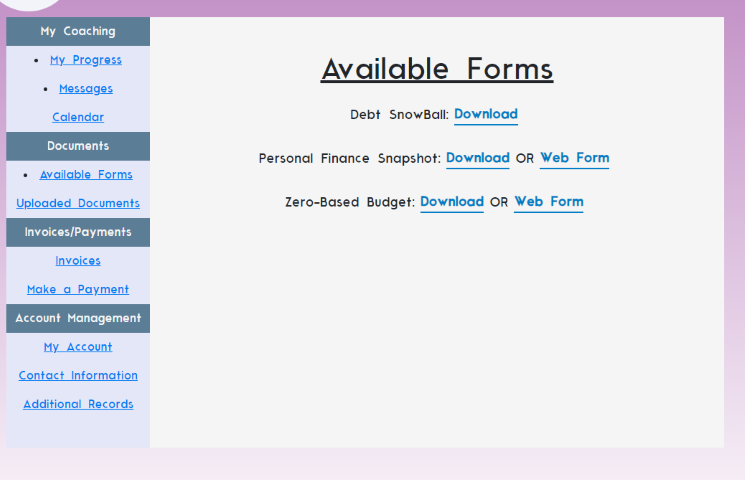 My Coaching
• My Progress
• Messages
Calendar
Documents
• Available Forms
Uploaded Documents
Invoices/Payments
Invoices
Make a Payment
Account Management
My Account
Contact Information
Additional Records
Available Forms
Debt SnowBall: Download
Personal Finance Snapshot: Download OR Web Form
Zero-Based Budget: Download OR Web Form